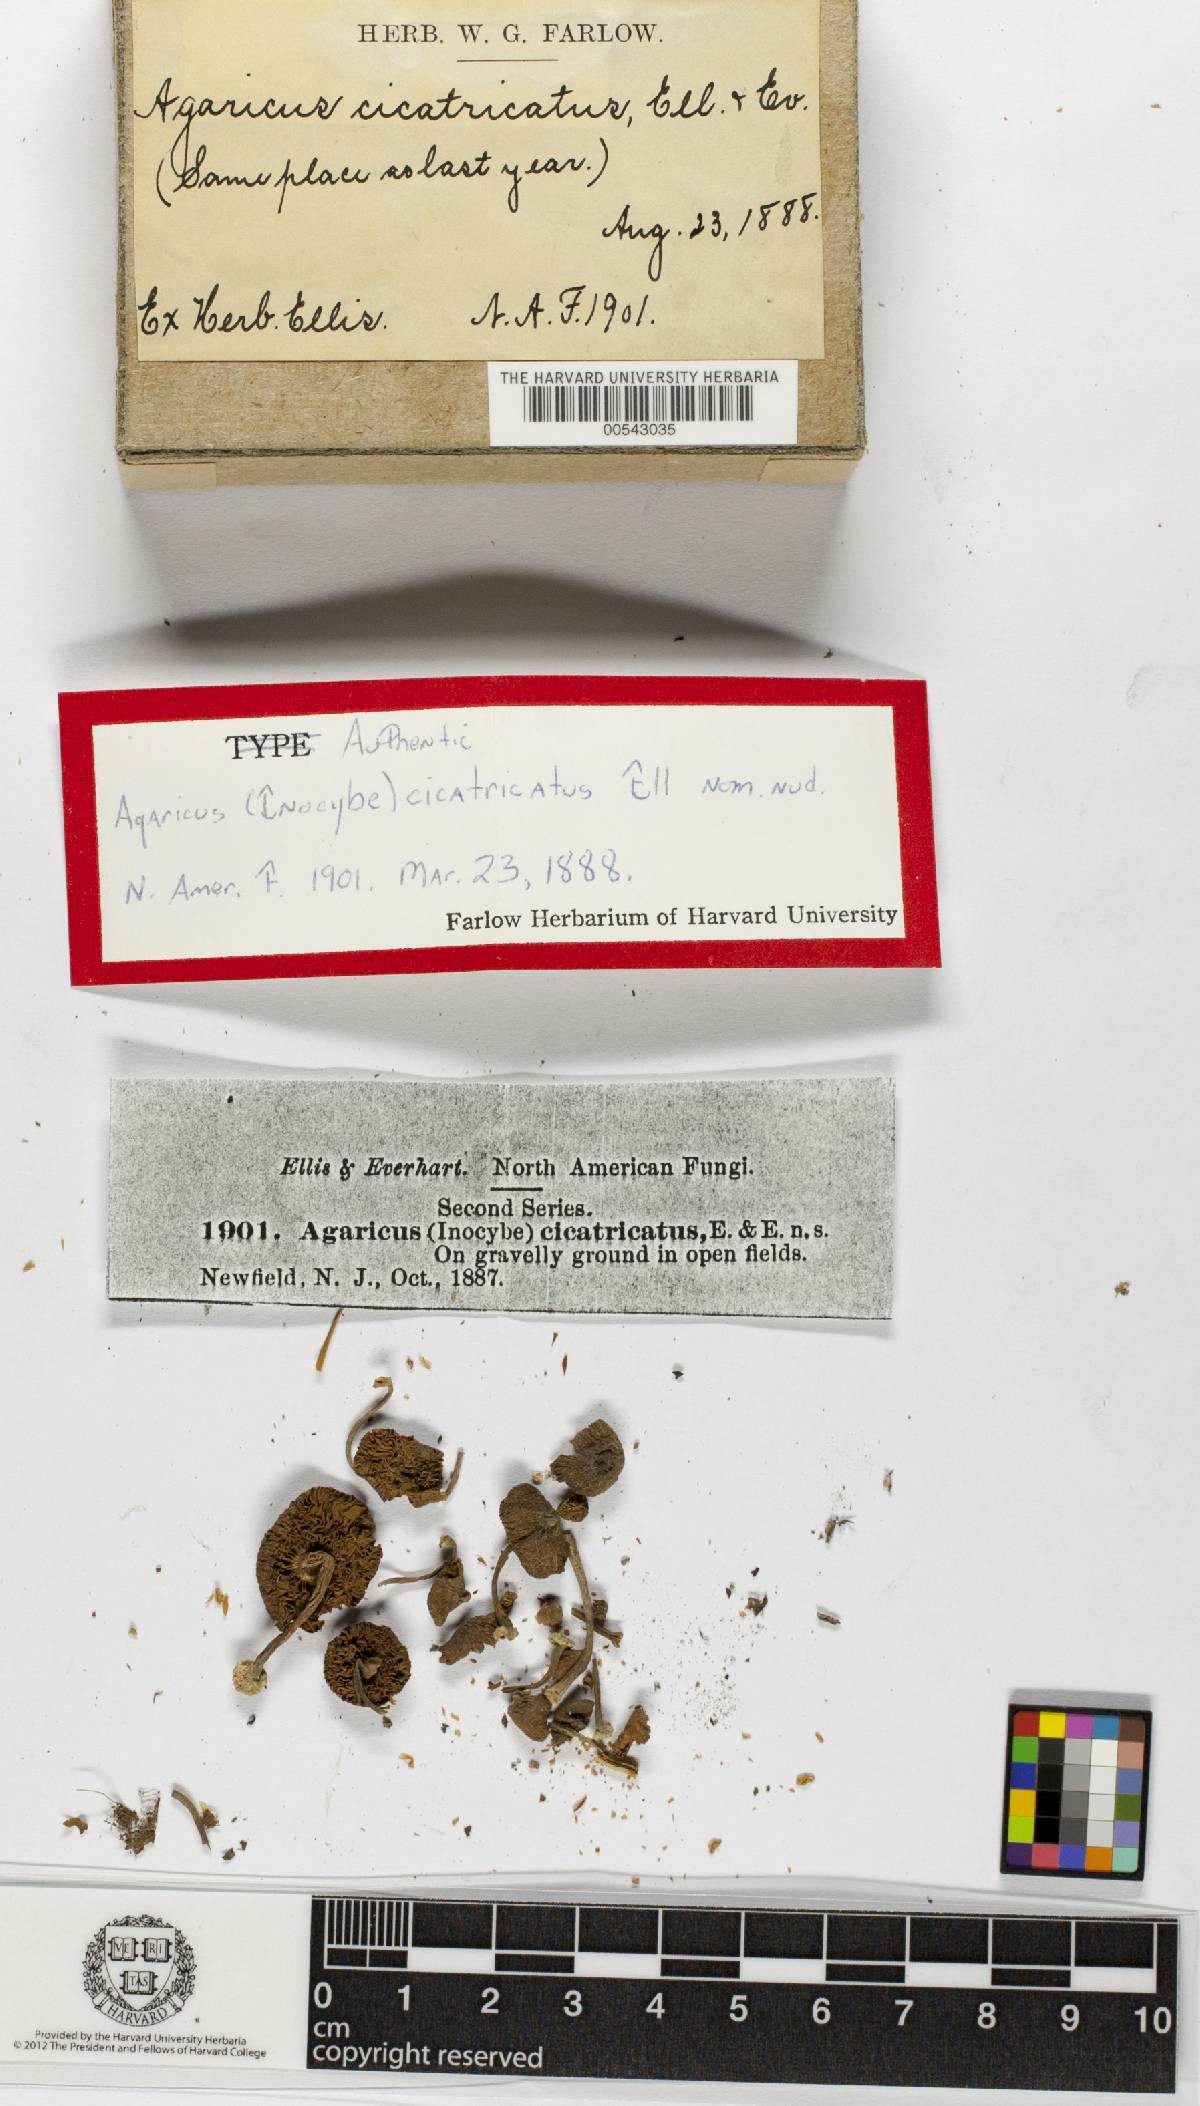 HERB. W. G. FARLOW.
Agaricus cicatricatus, Ell. & Ev.
(Same place as last year.)
Aug. 23, 1888.
Ex Herb. Ellis. N. A. F. 1901.
THE HARVARD UNIVERSITY HERBARIA
00543035
TYPE Authentic
Agaricus (Inocybe) cicatricatus Ell nom. nud.
N. Amer. F. 1901. Mar. 23, 1888.
Farlow Herbarium of Harvard University
Ellis & Everhart. North American Fungi.
Second Series.
1901. Agaricus (Inocybe) cicatricatus, E. & E. n. s.
On gravelly ground in open fields.
Newfield, N. J., Oct., 1887.
VE RI
TAS
HARVARD
Provided by the Harvard University Herbaria
© 2012 The President and Fellows of Harvard College
0 1 2 3 4 5 6 7 8 9 10
cm
copyright reserved